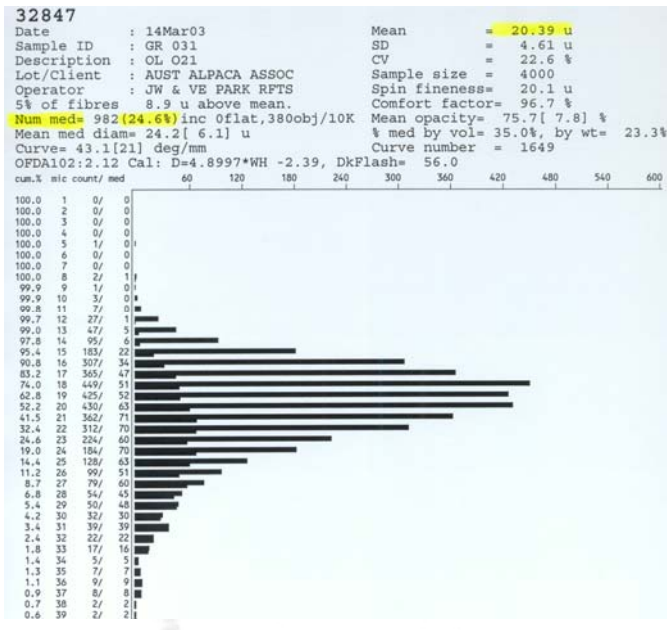 32847
Date : 14Mar03 Mean = 20.39 u
Sample ID : GR 031 SD = 4.61 u
Description : OL O21 CV = 22.6 %
Lot/Client : AUST ALPACA ASSOC Sample size = 4000
Operator : JW & VE PARK RFTS Spin fineness= 20.1 u
5% of fibres 8.9 u above mean. Comfort factor= 96.7 %
Num med= 982(24.6%)inc 0flat,380obj/10K Mean opacity= 75.7[ 7.8] %
Mean med diam= 24.2[ 6.1] u % med by vol= 35.0%, by wt= 23.3%
Curve= 43.1[21] deg/mm Curve number = 1649
OFDA102:2.12 Cal: D=4.8997*WH -2.39, DkFlash= 56.0
cum.% mic count/ med 60 120 180 240 300 360 420 480 540 600
100.0 1 0/ 0
100.0 2 0/ 0
100.0 3 0/ 0
100.0 4 0/ 0
100.0 5 1/ 0
100.0 6 0/ 0
100.0 7 0/ 0
100.0 8 2/ 1
99.9 9 1/ 0
99.9 10 3/ 0
99.8 11 7/ 0
99.7 12 27/ 1
99.0 13 47/ 5
97.8 14 95/ 6
95.4 15 183/ 22
90.8 16 307/ 34
83.2 17 365/ 47
74.0 18 449/ 51
62.8 19 425/ 52
52.2 20 430/ 63
41.5 21 362/ 71
32.4 22 312/ 70
24.6 23 224/ 60
19.0 24 184/ 70
14.4 25 128/ 63
11.2 26 99/ 51
8.7 27 79/ 60
6.8 28 54/ 45
5.4 29 50/ 48
4.2 30 32/ 30
3.4 31 39/ 39
2.4 32 22/ 22
1.8 33 17/ 16
1.4 34 5/ 5
1.3 35 7/ 7
1.1 36 9/ 9
0.9 37 8/ 8
0.7 38 2/ 2
0.6 39 2/ 2